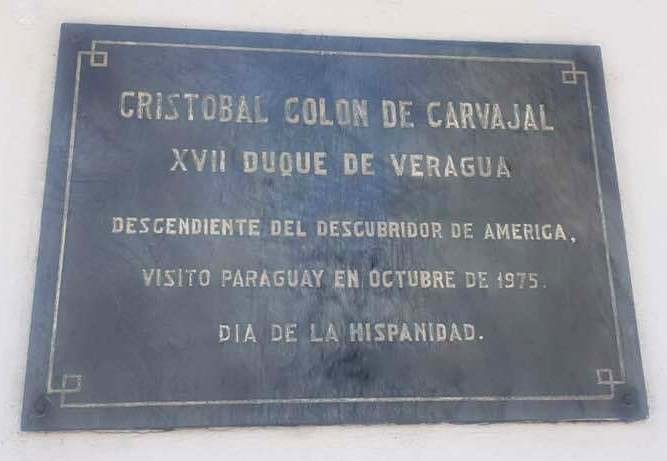 CRISTOBAL COLON DE CARVAJAL
XVII DUQUE DE VERAGUA
DESCENDIENTE DEL DESCUBRIDOR DE AMERICA,
VISITO PARAGUAY EN OCTUBRE DE 1975.
DIA DE LA HISPANIDAD.